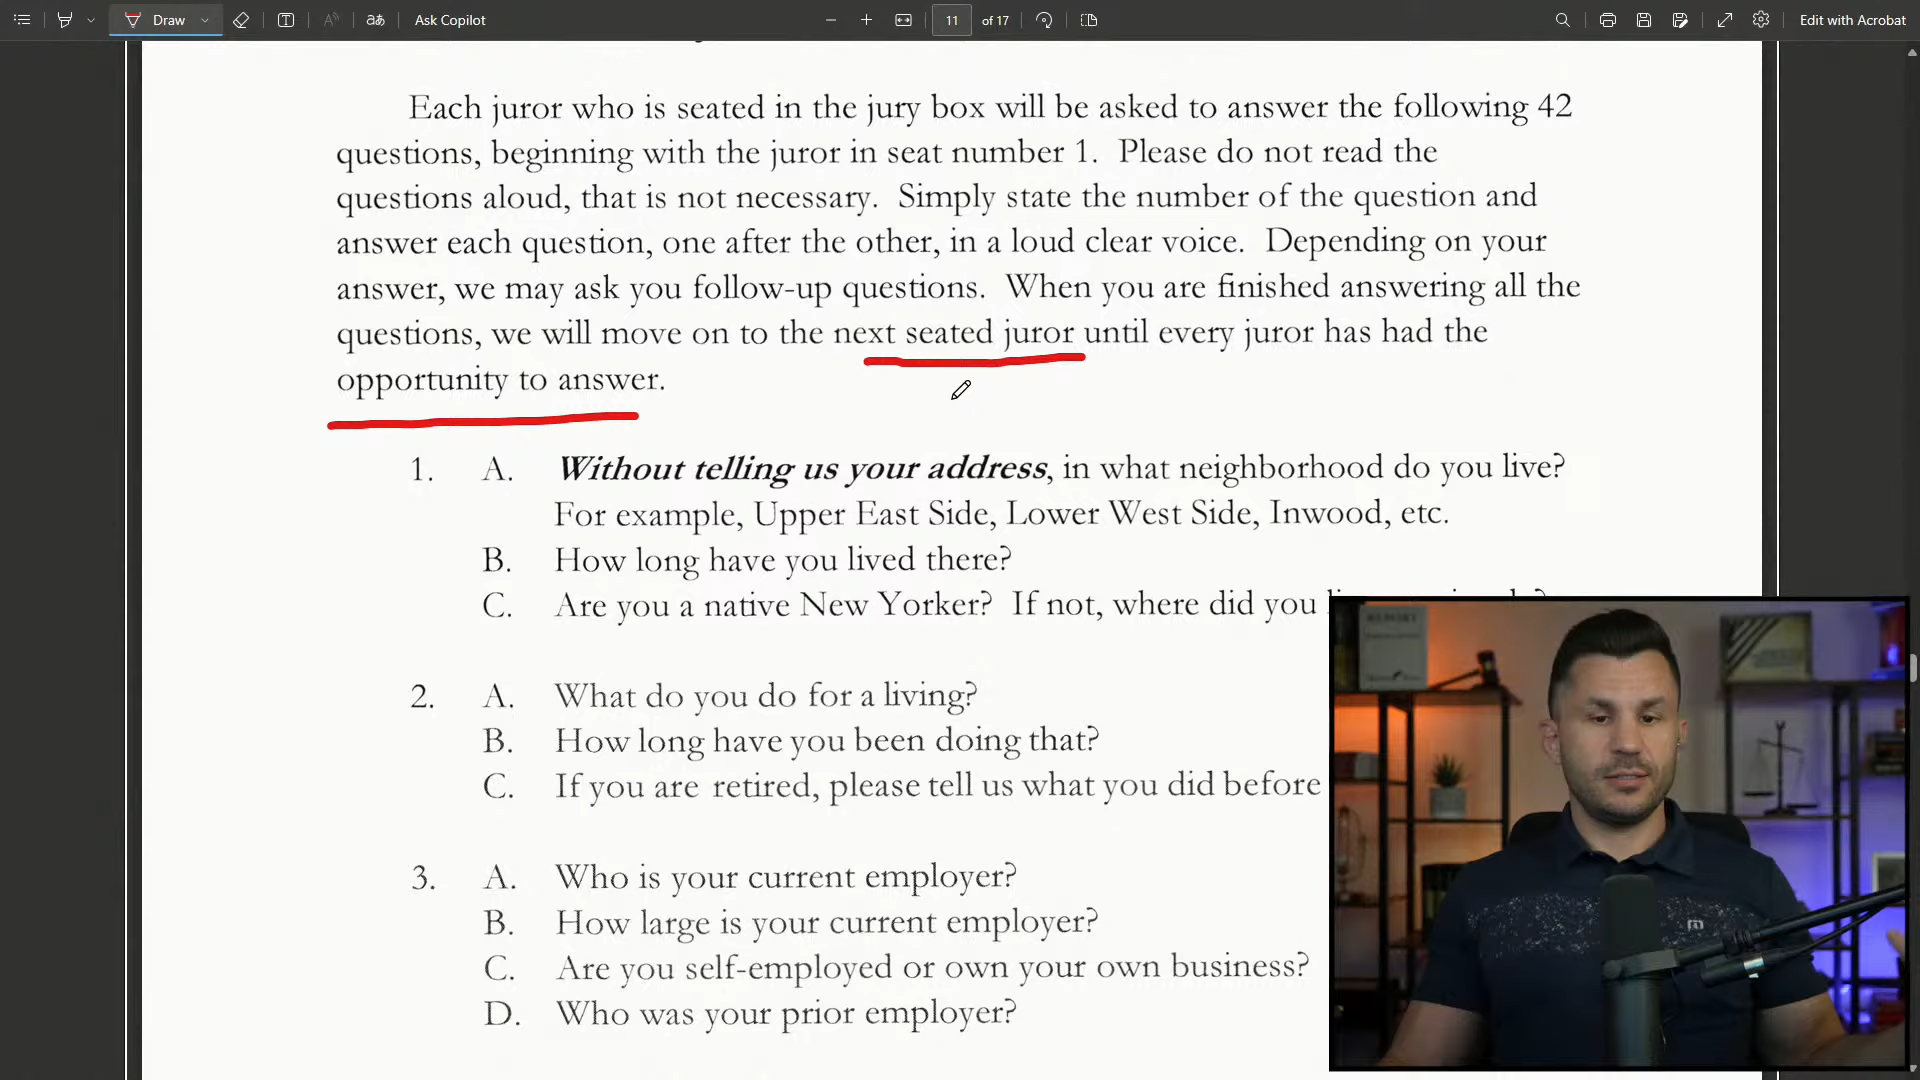 Draw
aあ
Ask Copilot
11 of 17
Edit with Acrobat
Each juror who is seated in the jury box will be asked to answer the following 42
questions, beginning with the juror in seat number 1. Please do not read the
questions aloud, that is not necessary. Simply state the number of the question and
answer each question, one after the other, in a loud clear voice. Depending on your
answer, we may ask you follow-up questions. When you are finished answering all the
questions, we will move on to the next seated juror until every juror has had the
opportunity to answer.
1. A. Without telling us your address, in what neighborhood do you live?
For example, Upper East Side, Lower West Side, Inwood, etc.
B. How long have you lived there?
C. Are you a native New Yorker? If not, where did you
2. A. What do you do for a living?
B. How long have you been doing that?
C. If you are retired, please tell us what you did before
3. A. Who is your current employer?
B. How large is your current employer?
C. Are you self-employed or own your own business?
D. Who was your prior employer?